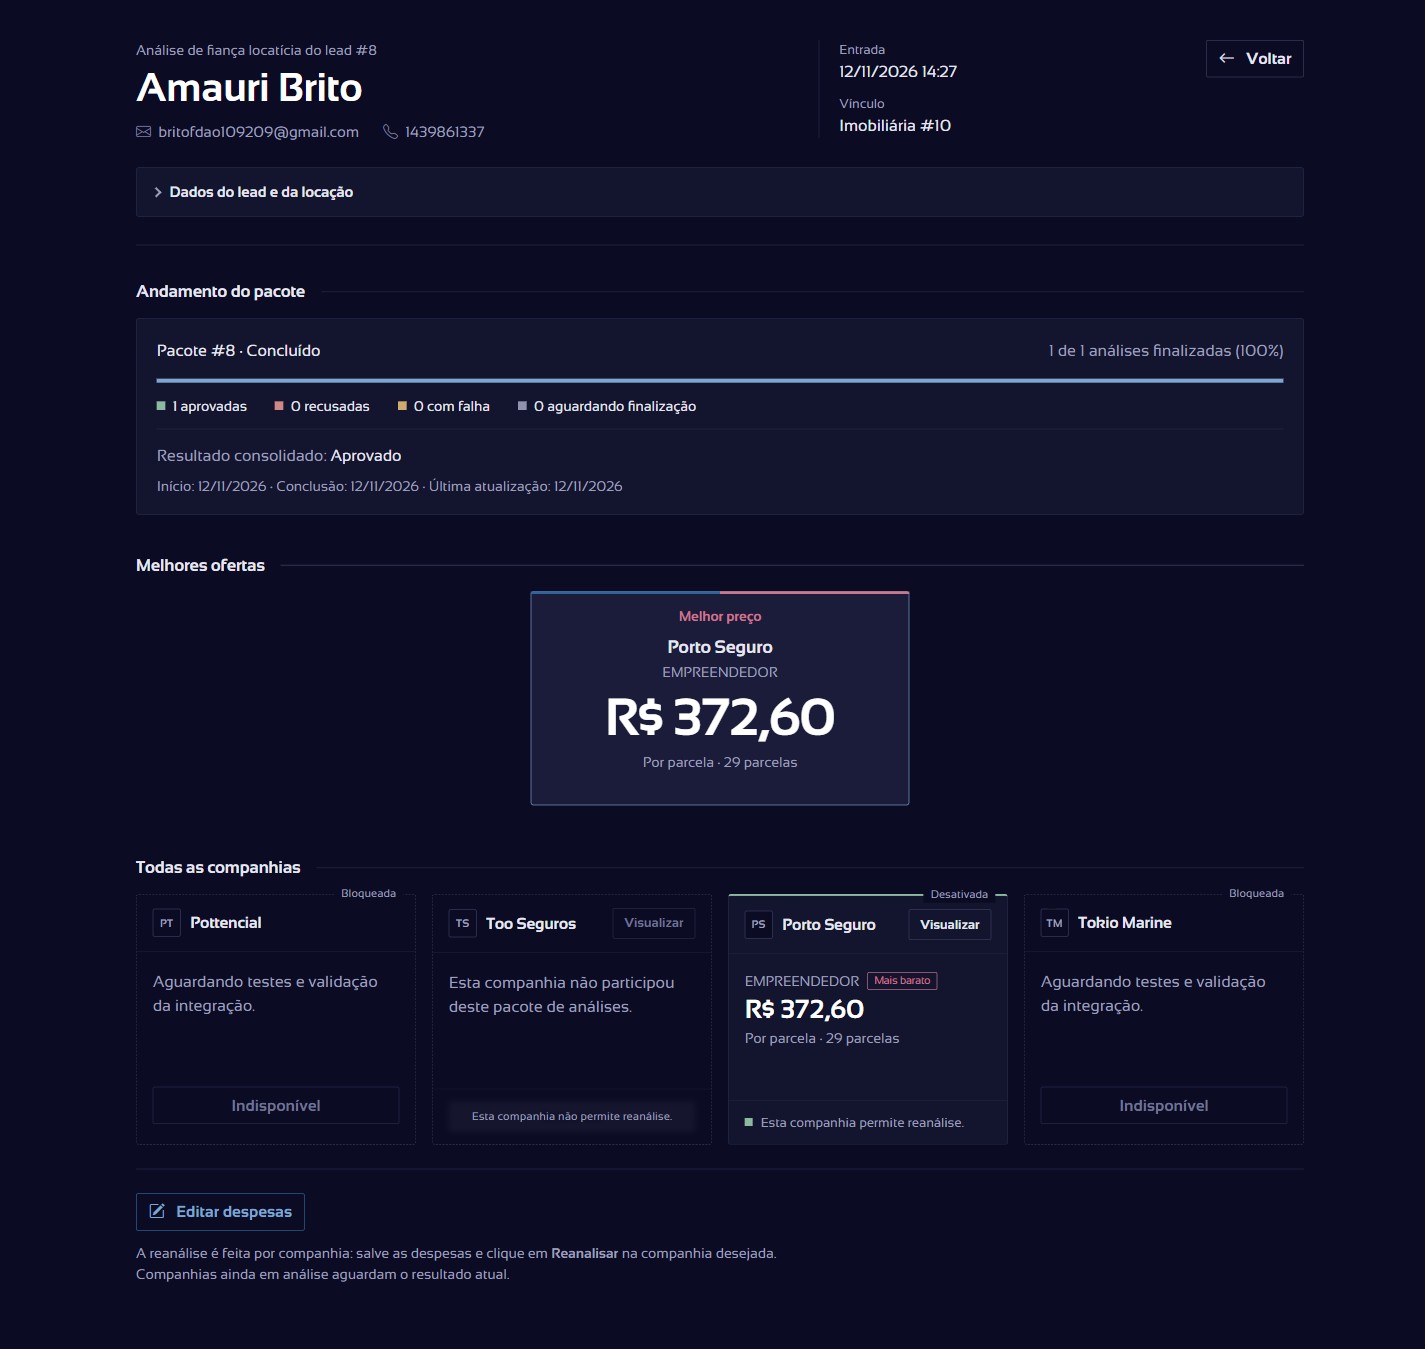 Análise de fiança locatícia do lead #8
Amauri Brito
britofdao109209@gmail.com
1439861337
Entrada
12/11/2026 14:27
Vínculo
Imobiliária #10
Voltar
Dados do lead e da locação
Andamento do pacote
Pacote #8 · Concluído
1 de 1 análises finalizadas (100%)
1 aprovadas
0 recusadas
0 com falha
0 aguardando finalização
Resultado consolidado: Aprovado
Início: 12/11/2026 · Conclusão: 12/11/2026 · Última atualização: 12/11/2026
Melhores ofertas
Melhor preço
Porto Seguro
EMPREENDEDOR
R$ 372,60
Por parcela · 29 parcelas
Todas as companhias
Bloqueada
PT
Pottencial
Aguardando testes e validação
da integração.
Indisponível
TS
Too Seguros
Visualizar
Esta companhia não participou
deste pacote de análises.
Esta companhia não permite reanálise.
Desativada
PS
Porto Seguro
Visualizar
EMPREENDEDOR
Mais barato
R$ 372,60
Por parcela · 29 parcelas
Esta companhia permite reanálise.
Bloqueada
TM
Tokio Marine
Aguardando testes e validação
da integração.
Indisponível
Editar despesas
A reanálise é feita por companhia: salve as despesas e clique em Reanalisar na companhia desejada.
Companhias ainda em análise aguardam o resultado atual.